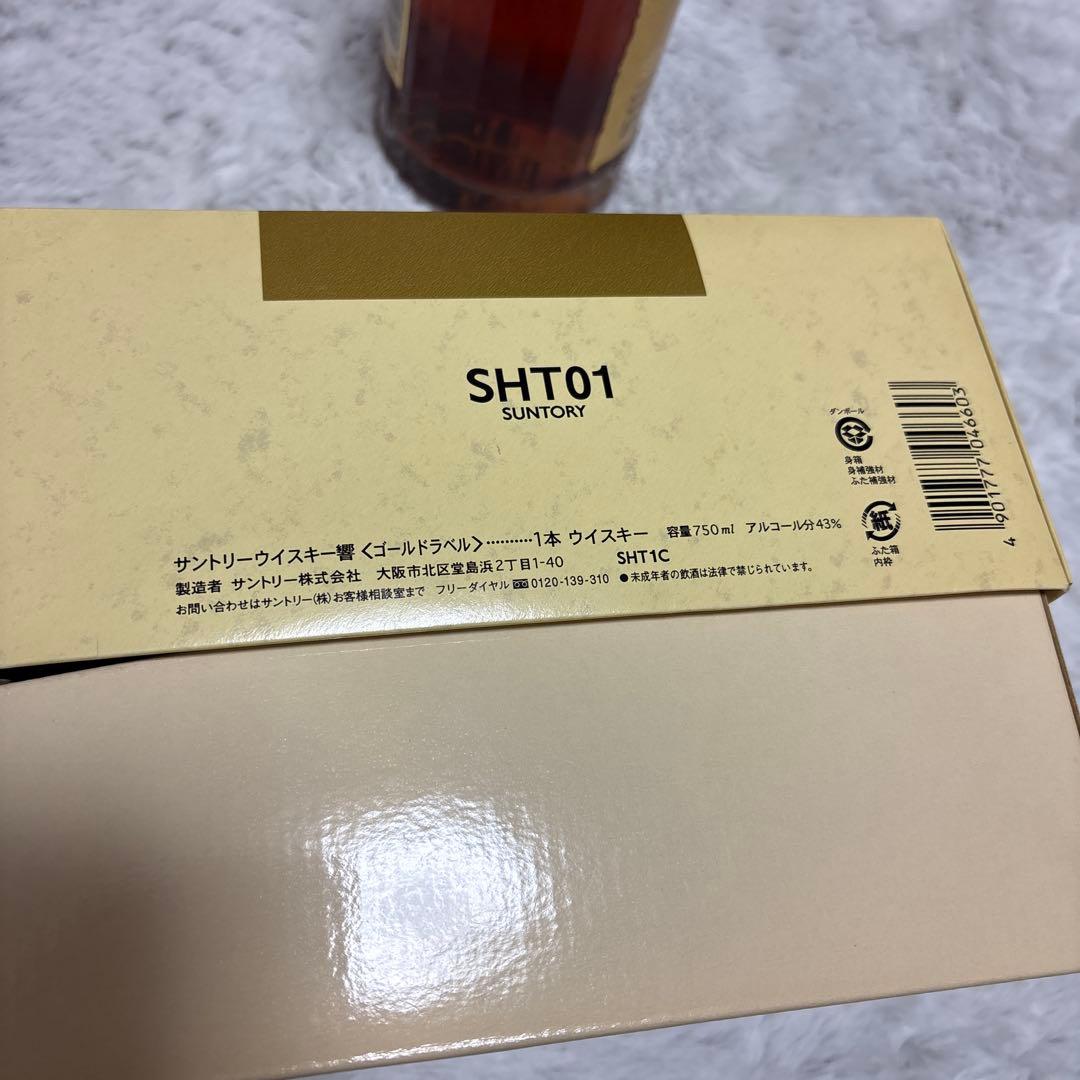 SHT01
SUNTORY
ダンボール
身箱
身補強材
ふた補強材
紙
ふた箱
内枠
4 901777 046603
サントリーウイスキー響〈ゴールドラベル〉‥‥‥‥1本 ウイスキー 容量750ml アルコール分43%
製造者 サントリー株式会社 大阪市北区堂島浜2丁目1-40 SHT1C
お問い合わせはサントリー(株)お客様相談室まで フリーダイヤル 0120-139-310 ●未成年者の飲酒は法律で禁じられています。